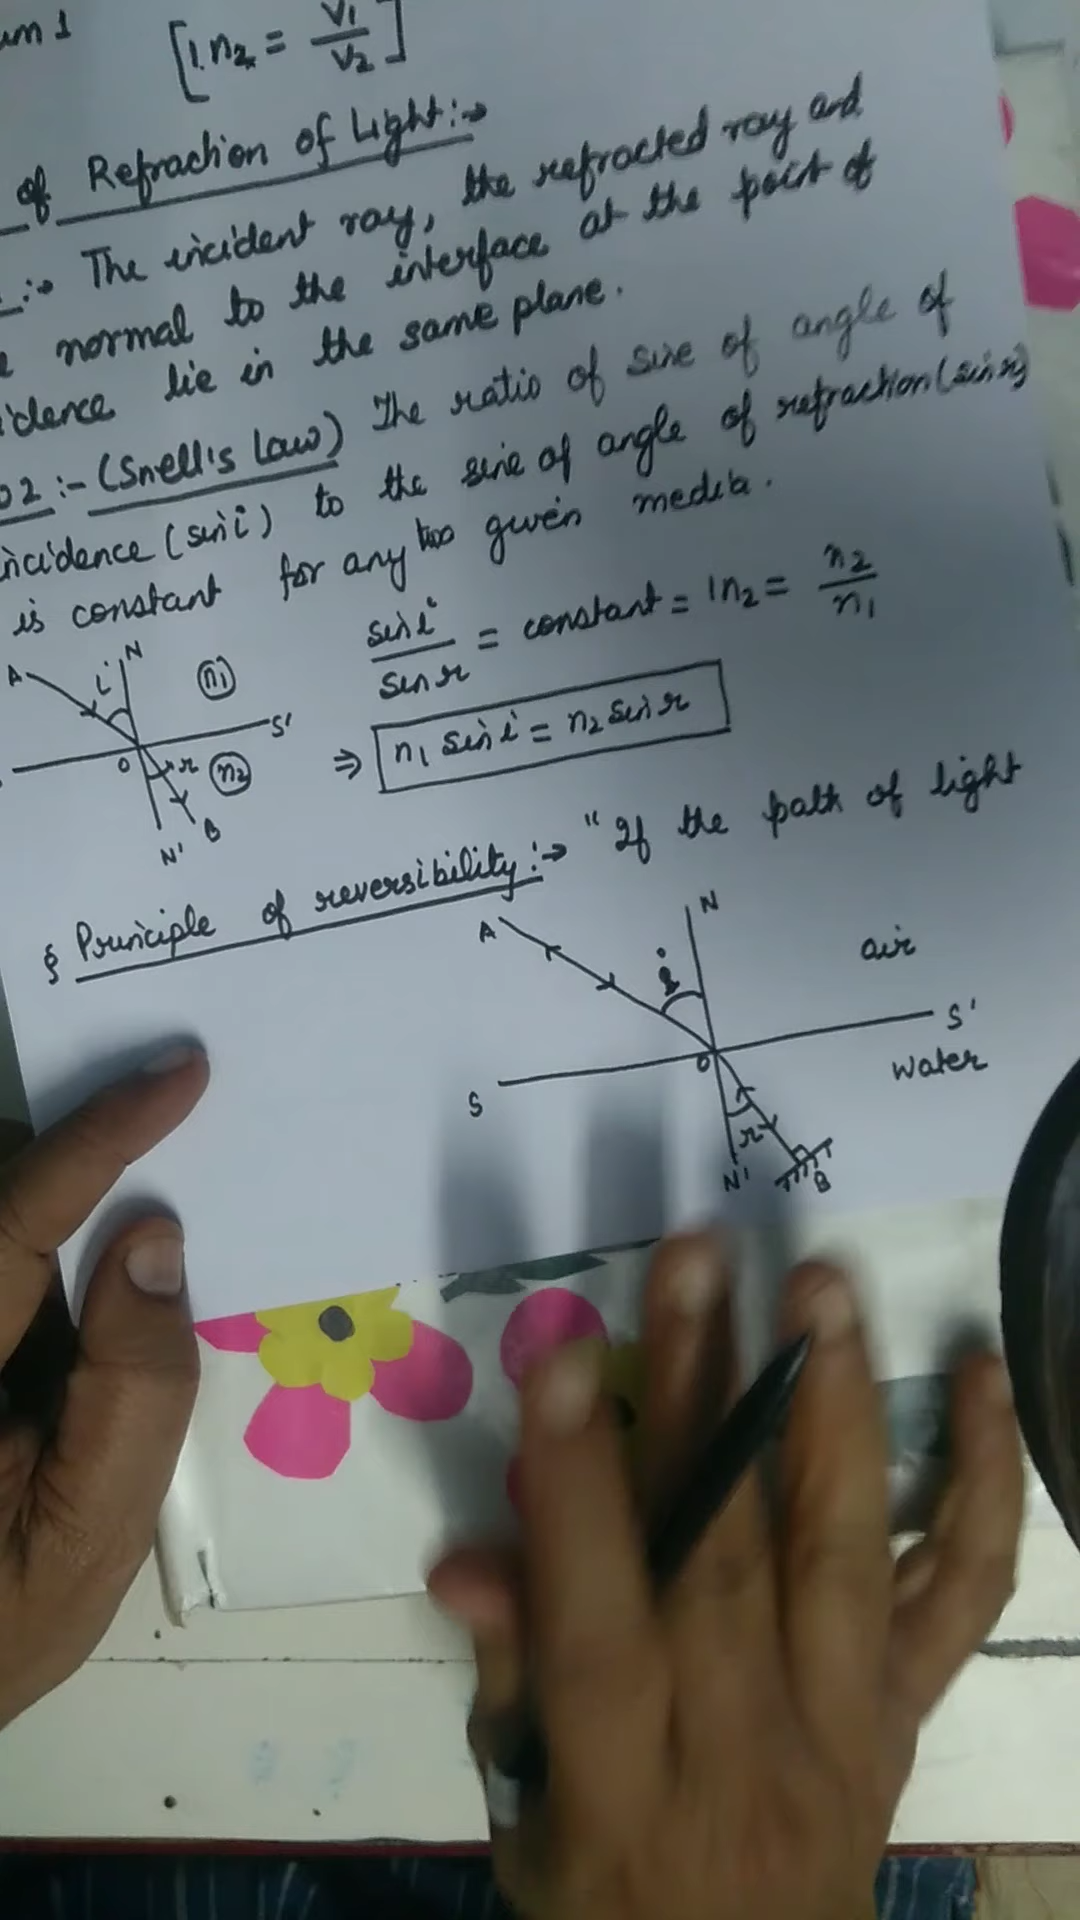 um 1 [1n2 = V1/V2]
of Refraction of Light:→
:→ The incident ray, the refracted ray and
normal to the interface at the point of
idence lie in the same plane.
2 :- (Snell's Law) The ratio of sine of angle of
incidence (sin i) to the sine of angle of refraction (sin r)
is constant for any two given media.
sin i / sin r = constant = 1n2 = n2/n1
A i N n1
S'
⇒ n1 sin i = n2 sin r
O r n2
N' B
§ Principle of reversibility :→ " If the path of light
A N
i air
S'
S O water
r
N' B